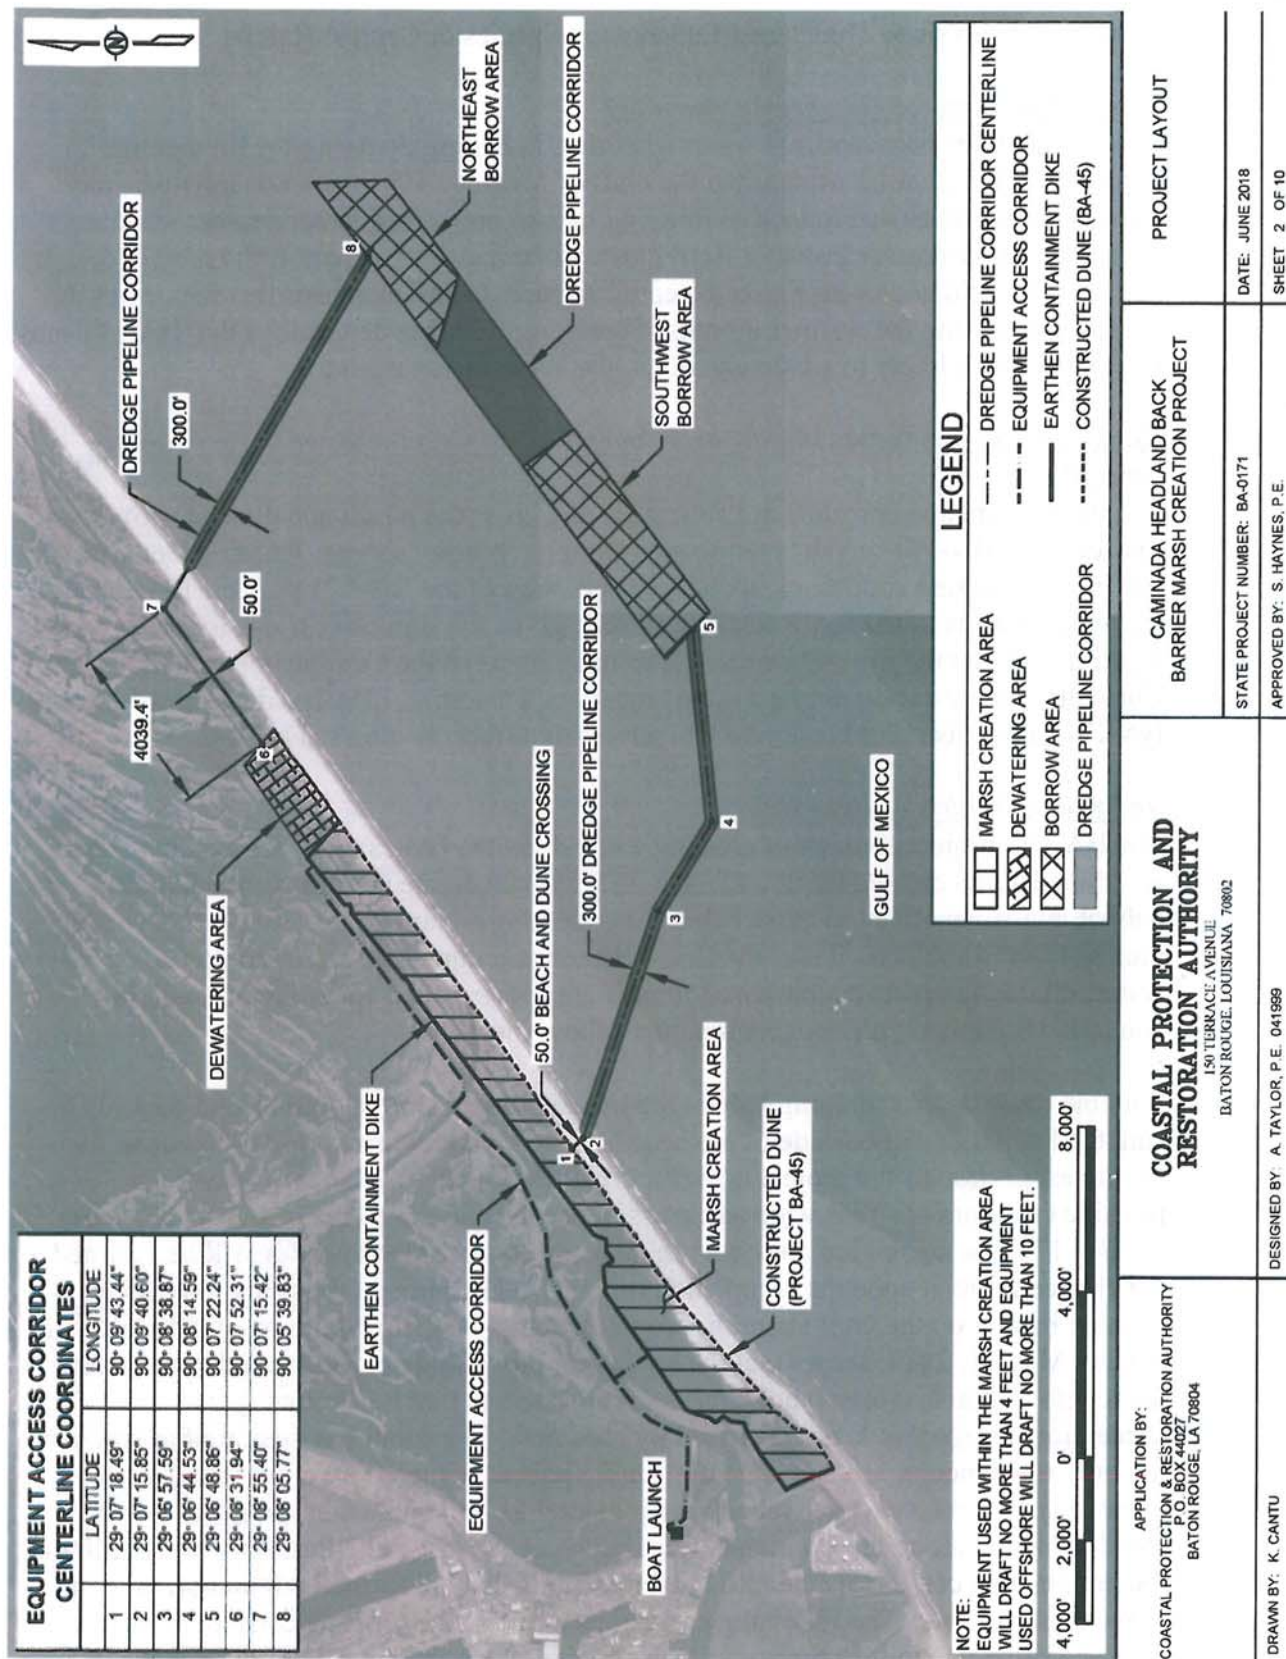 EQUIPMENT ACCESS CORRIDOR
CENTERLINE COORDINATES
LATITUDE LONGITUDE
1 29° 07' 18.49" 90° 09' 43.44"
2 29° 07' 15.85" 90° 09' 40.60"
3 29° 06' 57.59" 90° 08' 38.87"
4 29° 06' 44.53" 90° 08' 14.59"
5 29° 06' 48.86" 90° 07' 22.24"
6 29° 08' 31.94" 90° 07' 52.31"
7 29° 08' 55.40" 90° 07' 15.42"
8 29° 08' 05.77" 90° 05' 39.83"
N
DREDGE PIPELINE CORRIDOR
300.0'
7
50.0'
4039.4'
6
8
NORTHEAST
BORROW AREA
DREDGE PIPELINE CORRIDOR
DEWATERING AREA
SOUTHWEST
BORROW AREA
EARTHEN CONTAINMENT DIKE
50.0' BEACH AND DUNE CROSSING
300.0' DREDGE PIPELINE CORRIDOR
5
EQUIPMENT ACCESS CORRIDOR
1
2
3
4
MARSH CREATION AREA
BOAT LAUNCH
CONSTRUCTED DUNE
(PROJECT BA-45)
GULF OF MEXICO
LEGEND
MARSH CREATION AREA
DEWATERING AREA
BORROW AREA
DREDGE PIPELINE CORRIDOR
DREDGE PIPELINE CORRIDOR CENTERLINE
EQUIPMENT ACCESS CORRIDOR
EARTHEN CONTAINMENT DIKE
CONSTRUCTED DUNE (BA-45)
NOTE:
EQUIPMENT USED WITHIN THE MARSH CREATION AREA
WILL DRAFT NO MORE THAN 4 FEET AND EQUIPMENT
USED OFFSHORE WILL DRAFT NO MORE THAN 10 FEET.
4,000' 2,000' 0' 4,000' 8,000'
APPLICATION BY:
COASTAL PROTECTION & RESTORATION AUTHORITY
P.O. BOX 44027
BATON ROUGE, LA 70804
COASTAL PROTECTION AND
RESTORATION AUTHORITY
150 TERRACE AVENUE
BATON ROUGE, LOUISIANA 70802
CAMINADA HEADLAND BACK
BARRIER MARSH CREATION PROJECT
PROJECT LAYOUT
STATE PROJECT NUMBER: BA-0171
DATE: JUNE 2018
DRAWN BY: K. CANTU
DESIGNED BY: A. TAYLOR, P.E. 041999
APPROVED BY: S. HAYNES, P.E.
SHEET 2 OF 10